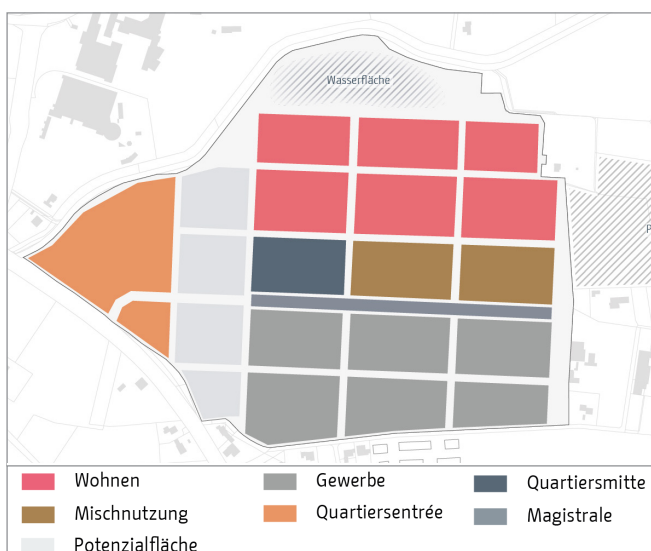 Wasserfläche
P
Wohnen
Gewerbe
Quartiersmitte
Mischnutzung
Quartiersentrée
Magistrale
Potenzialfläche